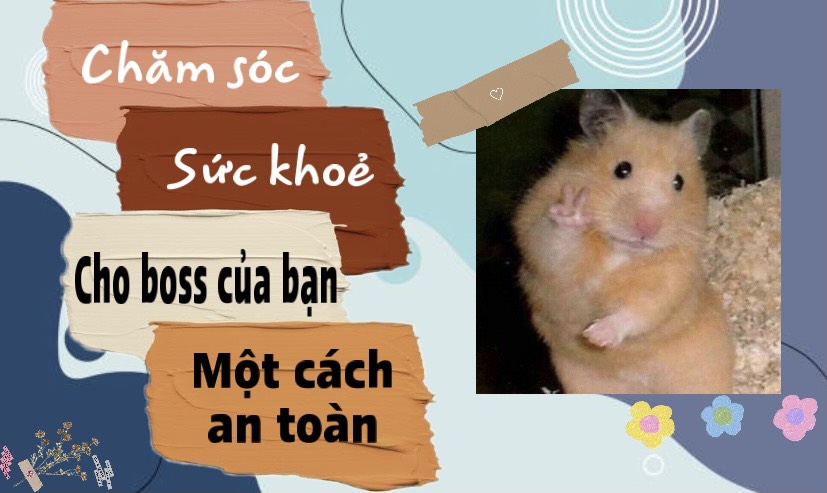 Chăm sóc
Sức khoẻ
Cho boss của bạn
Một cách
an toàn